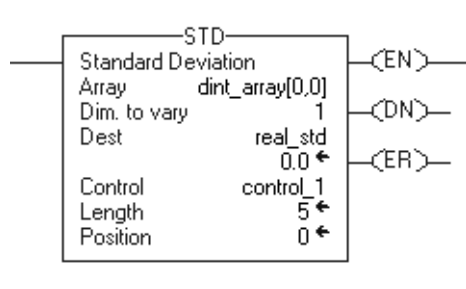 STD
Standard Deviation
Array dint_array[0,0]
Dim. to vary 1
Dest real_std
0.0
Control control_1
Length 5
Position 0
EN
DN
ER